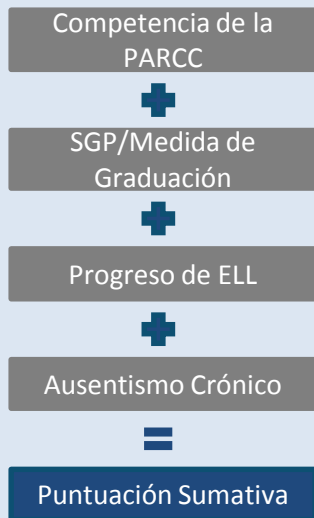 Competencia de la
PARCC
+
SGP/Medida de
Graduación
+
Progreso de ELL
+
Ausentismo Crónico
=
Puntuación Sumativa